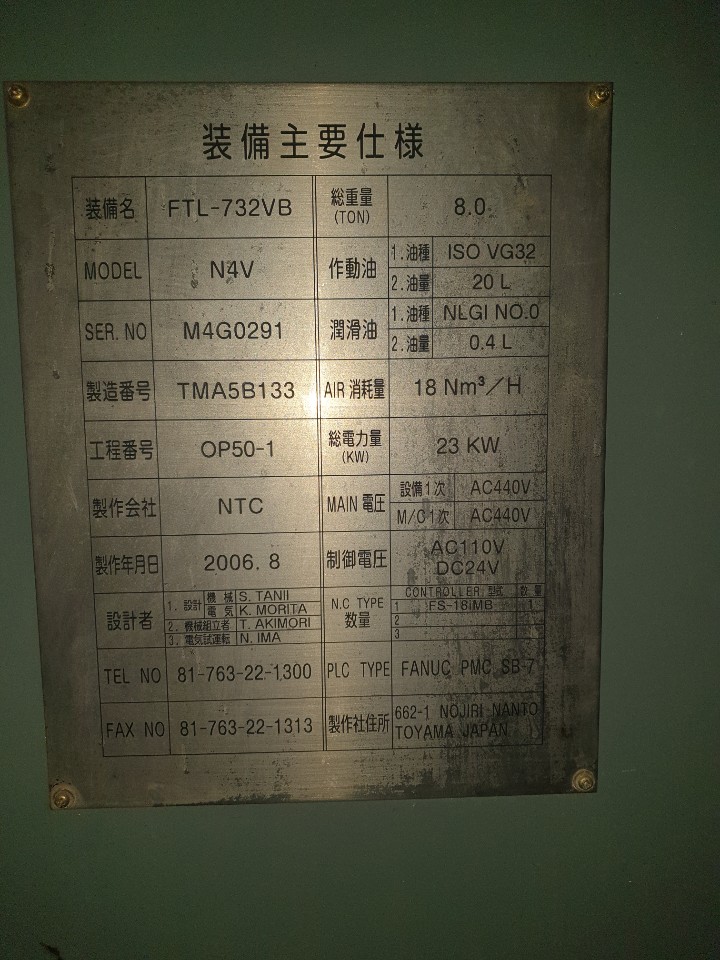 装備主要仕様
装備名 FTL-732VB 総重量 (TON) 8.0
MODEL N4V 作動油 1.油種 ISO VG32
2.油量 20 L
SER. NO M4G0291 潤滑油 1.油種 NLGI NO.0
2.油量 0.4 L
製造番号 TMA5B133 AIR 消耗量 18 Nm³/H
工程番号 OP50-1 総電力量 (KW) 23 KW
製作会社 NTC MAIN 電圧 設備1次 AC440V
M/C1次 AC440V
製作年月日 2006. 8 制御電圧 AC110V
DC24V
設計者 1. 設計 機械 S. TANII
電気 K. MORITA
2. 機械組立者 T. AKIMORI
3. 電気試運転 N. IMA
N.C TYPE 数量 CONTROLLER 型式 数量
1 FS-18iMB 1
2
3
TEL NO 81-763-22-1300 PLC TYPE FANUC PMC SB-7
FAX NO 81-763-22-1313 製作社住所 662-1 NOJIRI NANTO
TOYAMA JAPAN